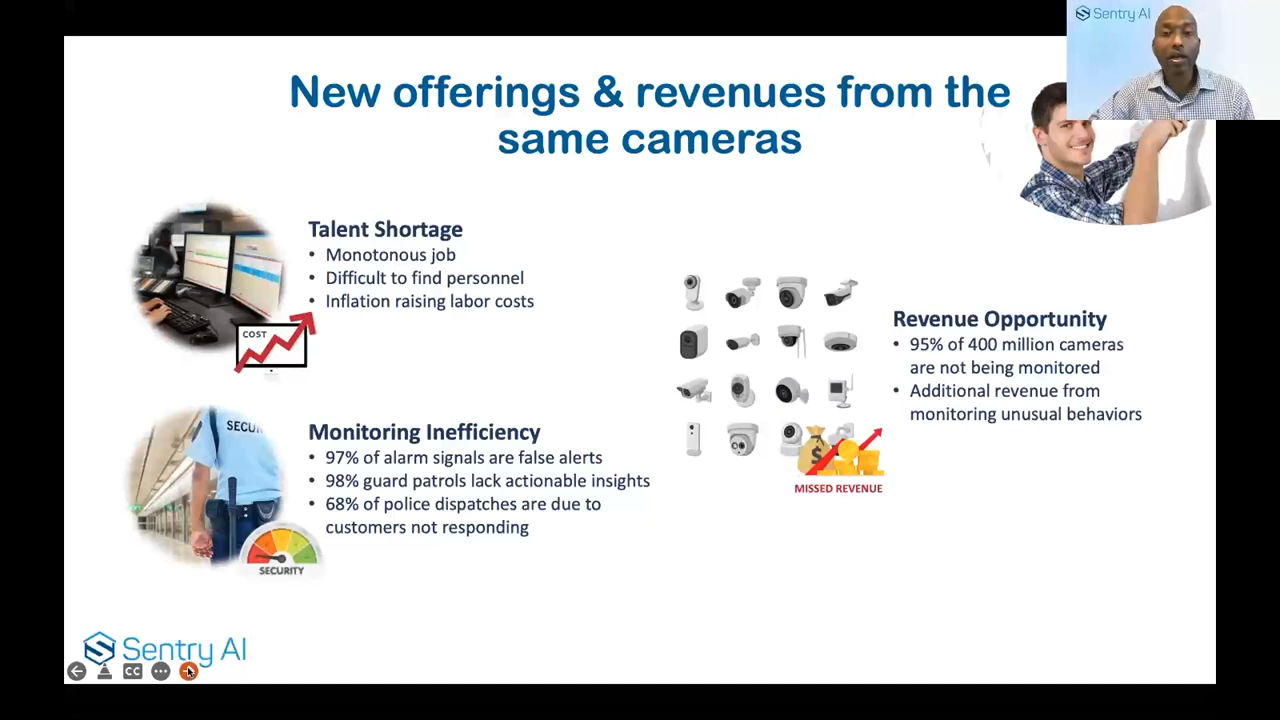 Sentry AI
New offerings & revenues from the
same cameras
Talent Shortage
• Monotonous job
• Difficult to find personnel
• Inflation raising labor costs
COST
Monitoring Inefficiency
• 97% of alarm signals are false alerts
• 98% guard patrols lack actionable insights
• 68% of police dispatches are due to
customers not responding
SECUR
SECURITY
Revenue Opportunity
• 95% of 400 million cameras
are not being monitored
• Additional revenue from
monitoring unusual behaviors
$
MISSED REVENUE
Sentry AI
CC